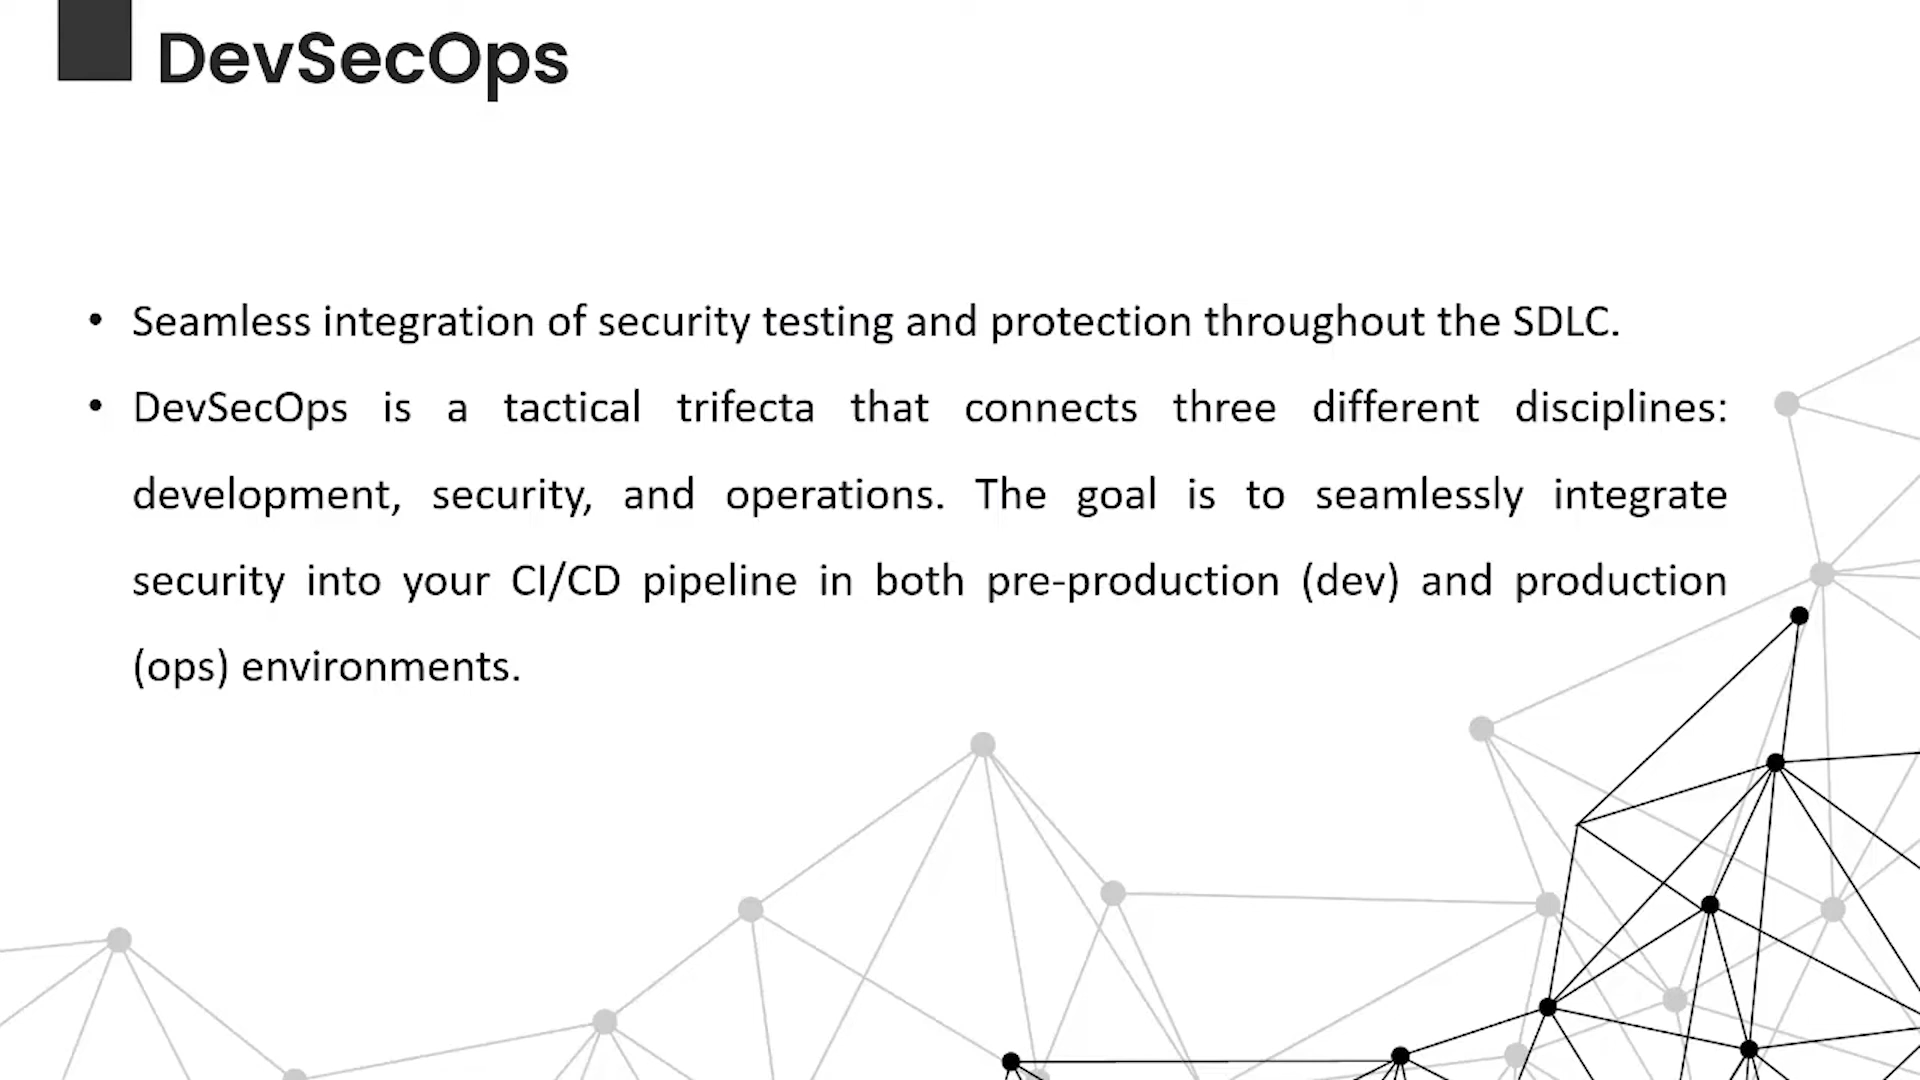 DevSecOps
• Seamless integration of security testing and protection throughout the SDLC.
• DevSecOps is a tactical trifecta that connects three different disciplines:
development, security, and operations. The goal is to seamlessly integrate
security into your CI/CD pipeline in both pre-production (dev) and production
(ops) environments.